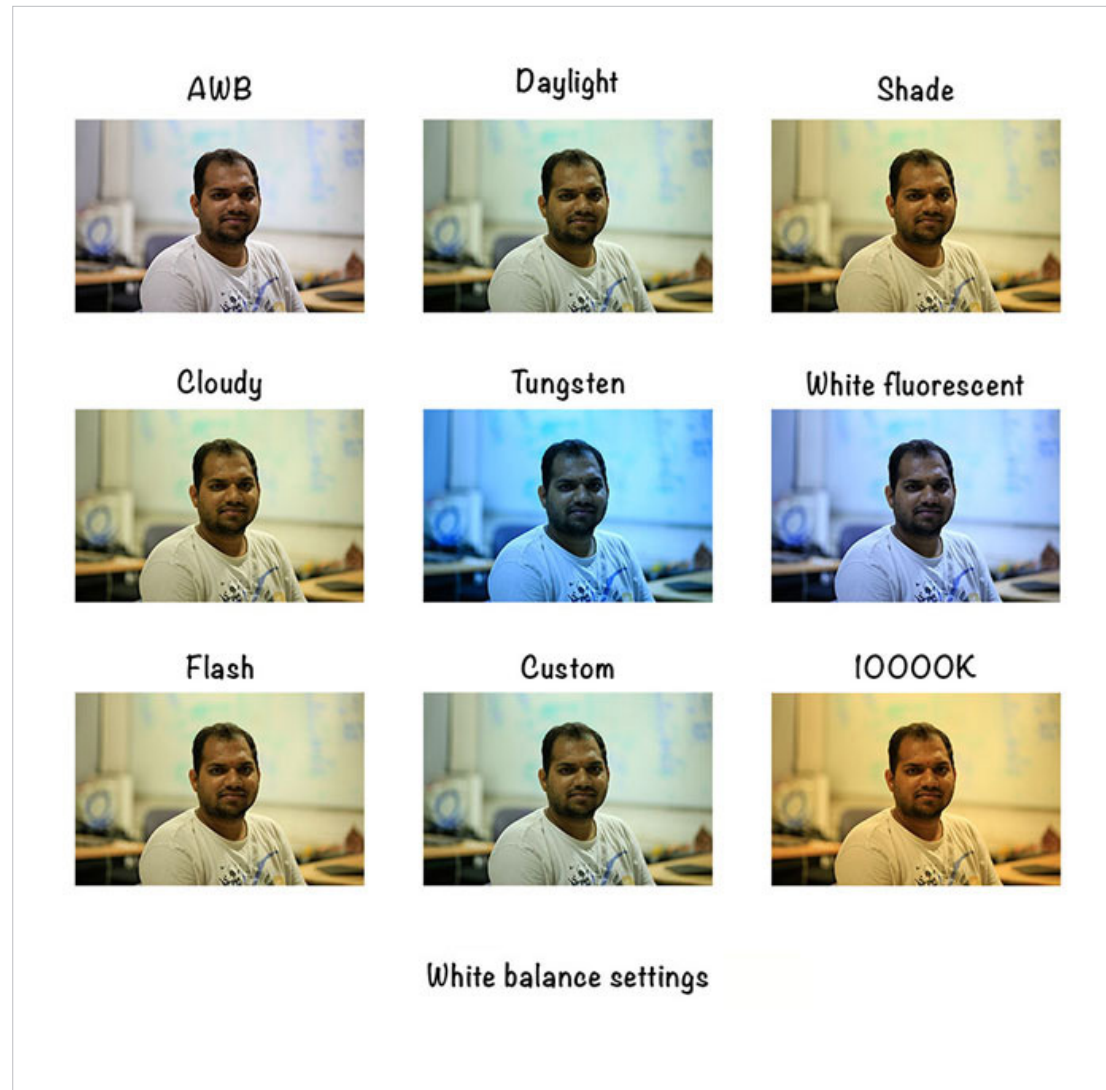 AWB
Daylight
Shade
Cloudy
Tungsten
White fluorescent
Flash
Custom
10000K
White balance settings